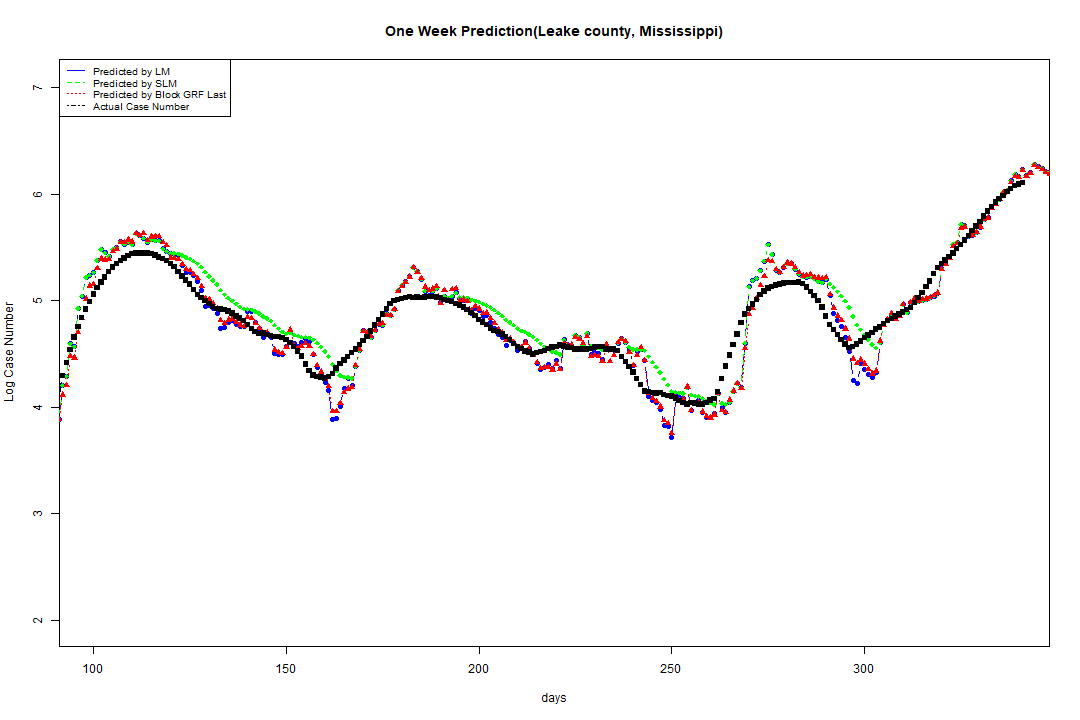 One Week Prediction(Leake county, Mississippi)
Predicted by LM
Predicted by SLM
Predicted by Block GRF Last
Actual Case Number
7
6
5
4
3
2
Log Case Number
100 150 200 250 300
days